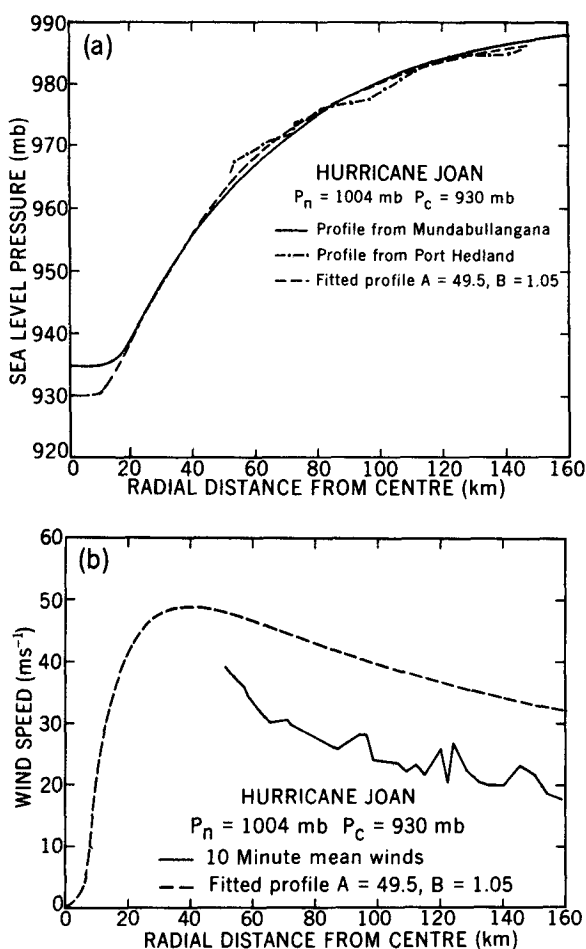 (a)
SEA LEVEL PRESSURE (mb)
990
980
970
960
950
940
930
920
HURRICANE JOAN
Pn = 1004 mb Pc = 930 mb
Profile from Mundabullangana
Profile from Port Hedland
Fitted profile A = 49.5, B = 1.05
0 20 40 60 80 100 120 140 160
RADIAL DISTANCE FROM CENTRE (km)
(b)
WIND SPEED (ms⁻¹)
60
50
40
30
20
10
0
HURRICANE JOAN
Pn = 1004 mb Pc = 930 mb
10 Minute mean winds
Fitted profile A = 49.5, B = 1.05
0 20 40 60 80 100 120 140 160
RADIAL DISTANCE FROM CENTRE (km)